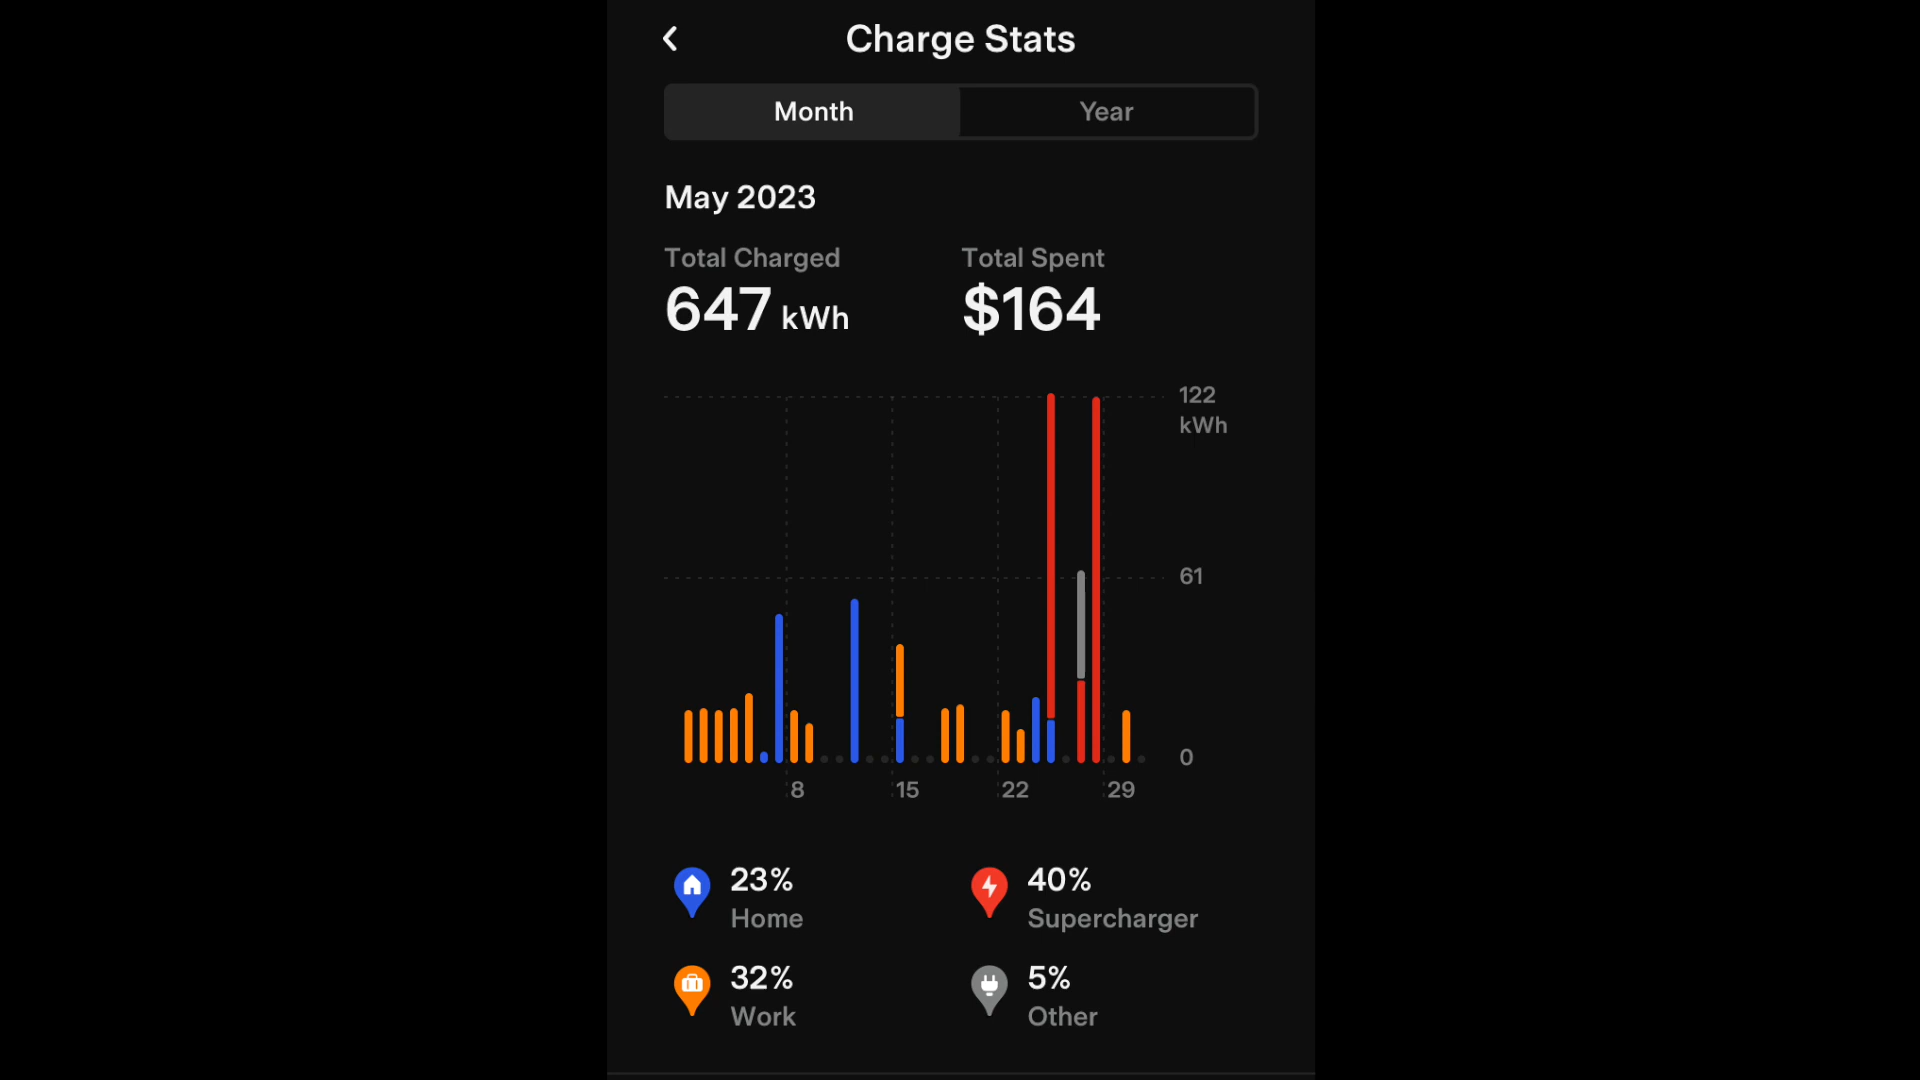 Charge Stats
Month
Year
May 2023
Total Charged
Total Spent
647 kWh
$164
122
kWh
61
0
8
15
22
29
23%
Home
40%
Supercharger
32%
Work
5%
Other